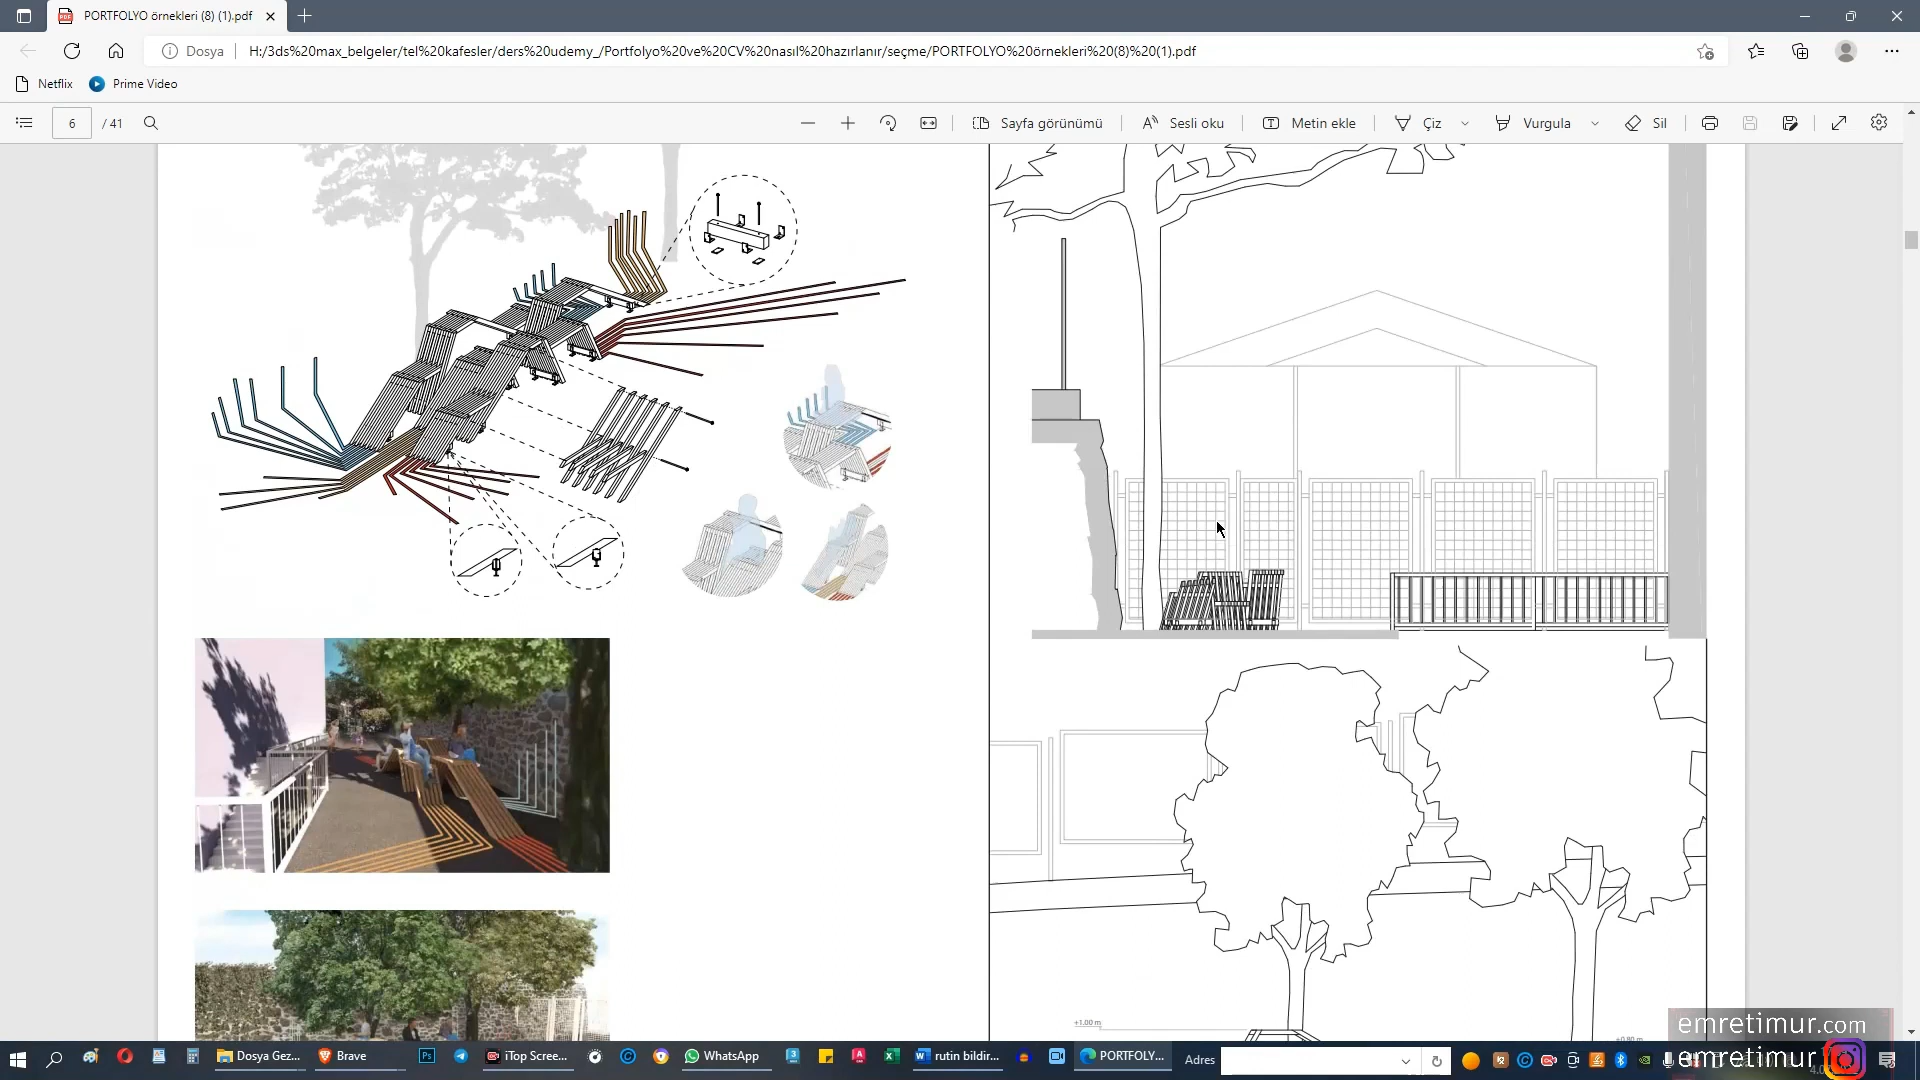 PORTFOLYO örnekleri (8) (1).pdf
Dosya
H:/3ds%20max_belgeler/tel%20kafesler/ders%20udemy_/Portfolyo%20ve%20CV%20nasıl%20hazırlanır/seçme/PORTFOLYO%20örnekleri%20(8)%20(1).pdf
Netflix
Prime Video
6
/ 41
Sayfa görünümü
Sesli oku
Metin ekle
Çiz
Vurgula
Sil
+1.00 m
emretimur.com
emretimur
Dosya Gez...
Brave
iTop Scree...
WhatsApp
rutin bildir...
PORTFOLY...
Adres